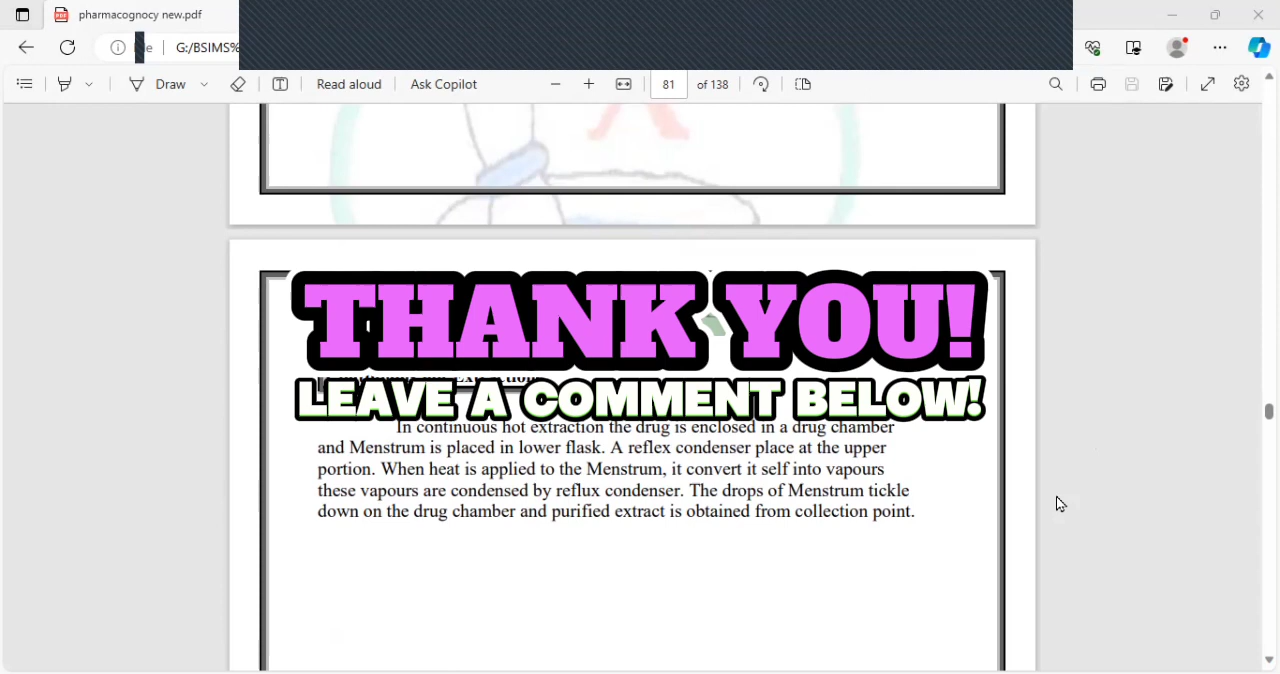 pharmacognocy new.pdf
G:/BSIMS%
Draw
Read aloud
Ask Copilot
81
of 138
THANK YOU!
LEAVE A COMMENT BELOW!
In continuous hot extraction the drug is enclosed in a drug chamber
and Menstrum is placed in lower flask. A reflex condenser place at the upper
portion. When heat is applied to the Menstrum, it convert it self into vapours
these vapours are condensed by reflux condenser. The drops of Menstrum tickle
down on the drug chamber and purified extract is obtained from collection point.